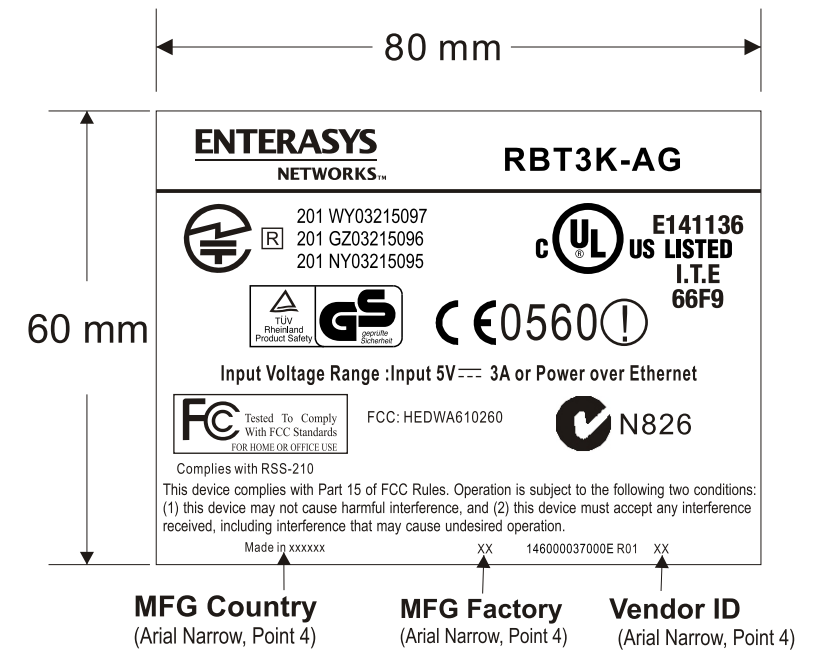 80 mm
60 mm
ENTERASYS
NETWORKS™
RBT3K-AG
R
201 WY03215097
201 GZ03215096
201 NY03215095
C UL® US LISTED
E141136
I.T.E
66F9
TÜV
Rheinland
Product Safety
GS
geprüfte
Sicherheit
CE0560!
Input Voltage Range :Input 5V⎓ 3A or Power over Ethernet
FC Tested To Comply
With FCC Standards
FOR HOME OR OFFICE USE
FCC: HEDWA610260
N826
Complies with RSS-210
This device complies with Part 15 of FCC Rules. Operation is subject to the following two conditions:
(1) this device may not cause harmful interference, and (2) this device must accept any interference
received, including interference that may cause undesired operation.
Made in xxxxxx
XX
146000037000E R01
XX
MFG Country
(Arial Narrow, Point 4)
MFG Factory
(Arial Narrow, Point 4)
Vendor ID
(Arial Narrow, Point 4)